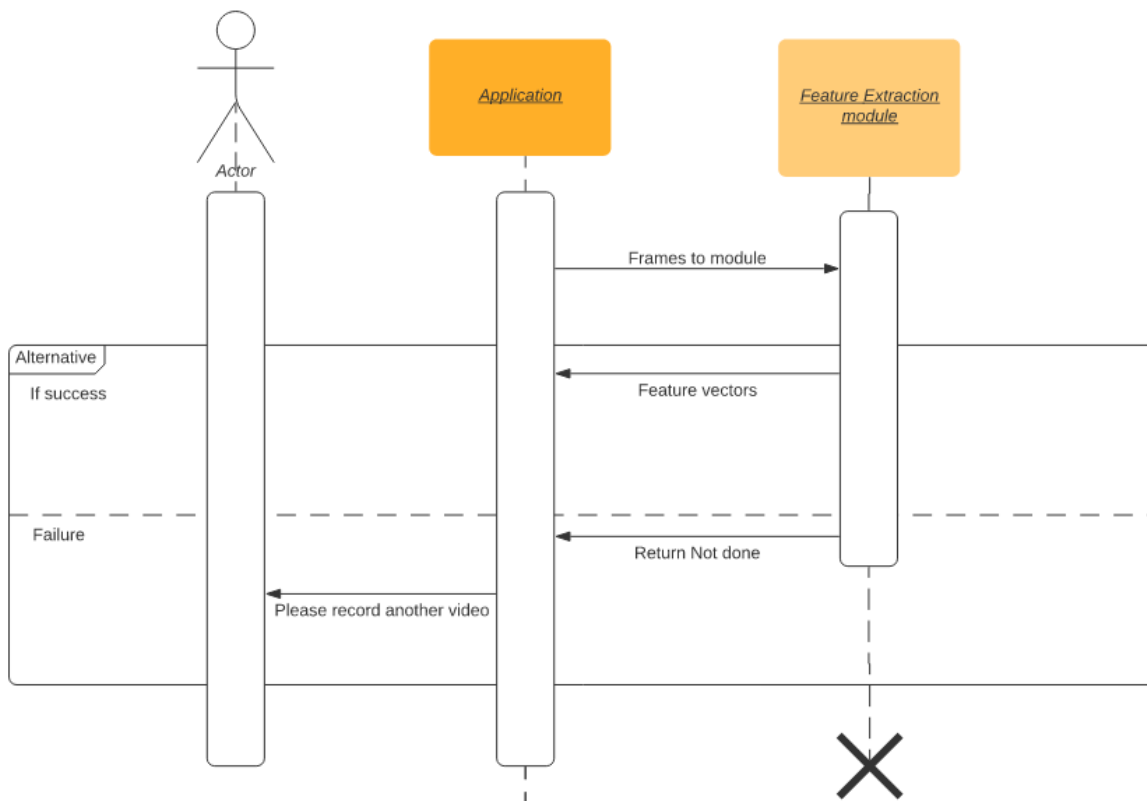 Application
Feature Extraction
module
Actor
Frames to module
Alternative
If success
Feature vectors
Failure
Return Not done
Please record another video